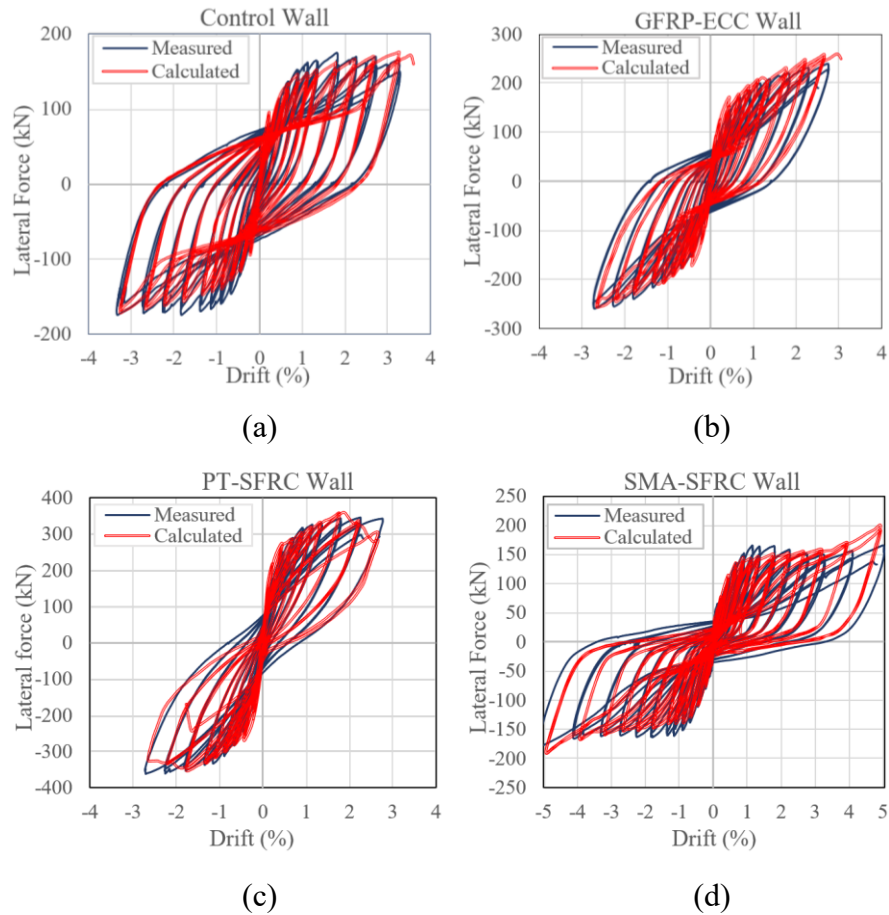 Control Wall
Measured
Calculated
Lateral Force (kN)
200
100
0
-100
-200
-4 -3 -2 -1 0 1 2 3 4
Drift (%)
(a)
GFRP-ECC Wall
Measured
Calculated
Lateral Force (kN)
300
200
100
0
-100
-200
-300
-4 -3 -2 -1 0 1 2 3 4
Drift (%)
(b)
PT-SFRC Wall
Measured
Calculated
Lateral force (kN)
400
300
200
100
0
-100
-200
-300
-400
-4 -3 -2 -1 0 1 2 3 4
Drift (%)
(c)
SMA-SFRC Wall
Measured
Calculated
Lateral Force (kN)
250
200
150
100
50
0
-50
-100
-150
-200
-250
-5 -4 -3 -2 -1 0 1 2 3 4 5
Drift (%)
(d)